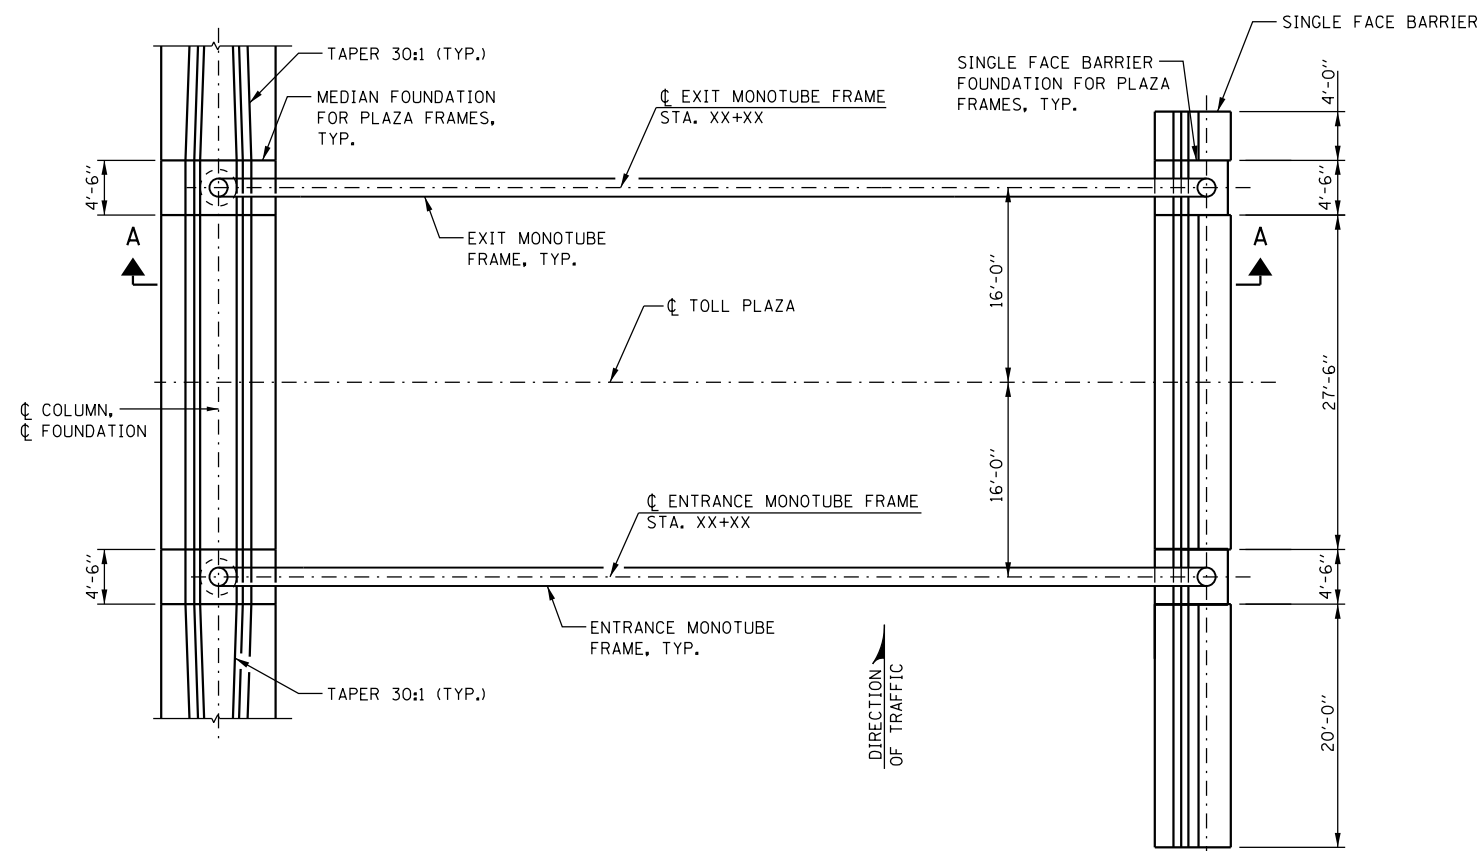 SINGLE FACE BARRIER
TAPER 30:1 (TYP.)
SINGLE FACE BARRIER
FOUNDATION FOR PLAZA
FRAMES, TYP.
4'-0"
MEDIAN FOUNDATION
FOR PLAZA FRAMES,
TYP.
℄ EXIT MONOTUBE FRAME
STA. XX+XX
4'-6"
4'-6"
A
EXIT MONOTUBE
FRAME, TYP.
A
16'-0"
℄ TOLL PLAZA
27'-6"
℄ COLUMN,
℄ FOUNDATION
16'-0"
℄ ENTRANCE MONOTUBE FRAME
STA. XX+XX
4'-6"
4'-6"
ENTRANCE MONOTUBE
FRAME, TYP.
TAPER 30:1 (TYP.)
DIRECTION
OF TRAFFIC
20'-0"